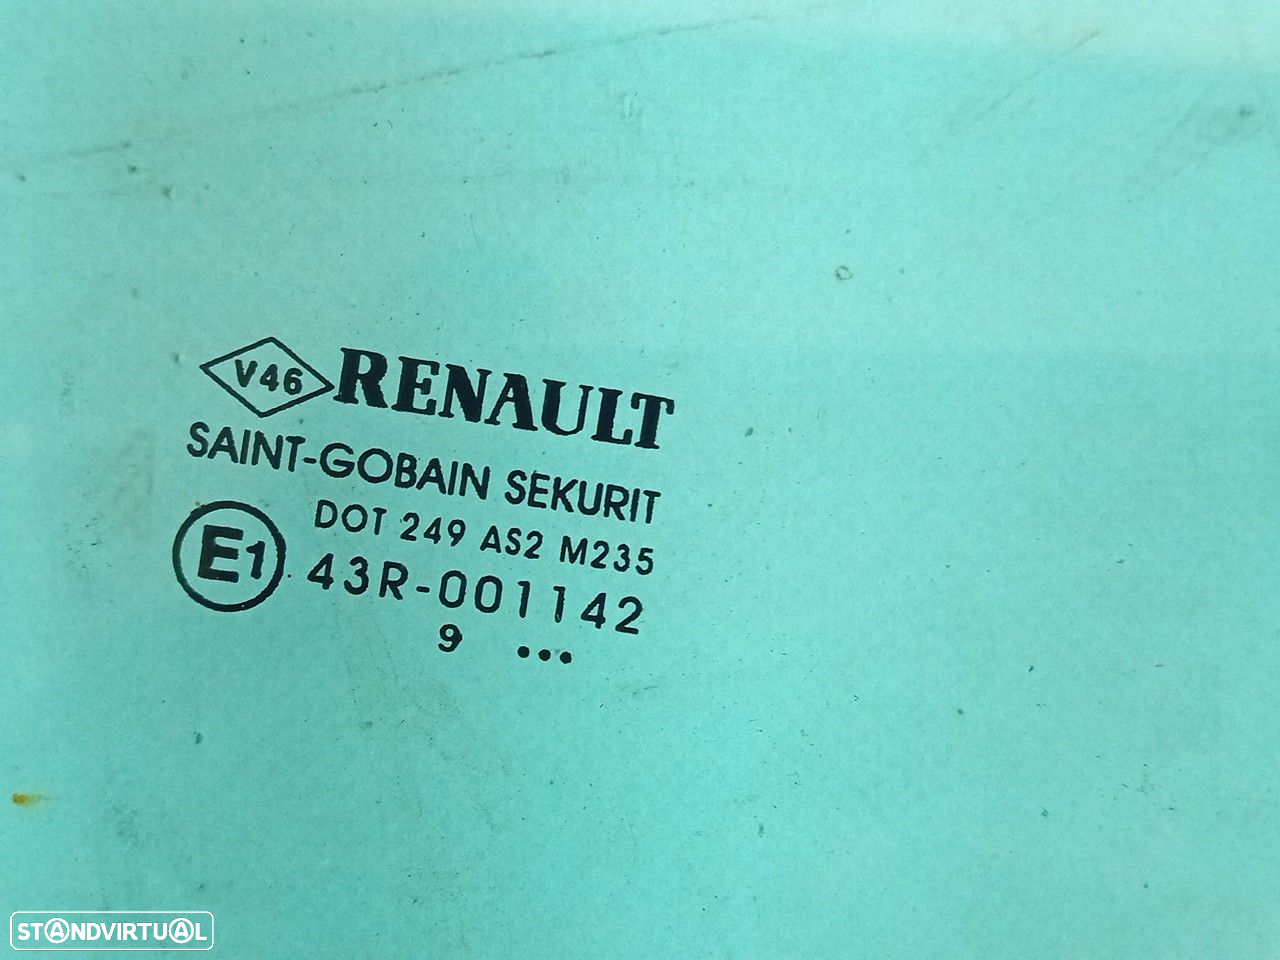 V46 RENAULT
SAINT-GOBAIN SEKURIT
DOT 249 AS2 M235
E1 43R-001142
9 •••
STANDVIRTUAL